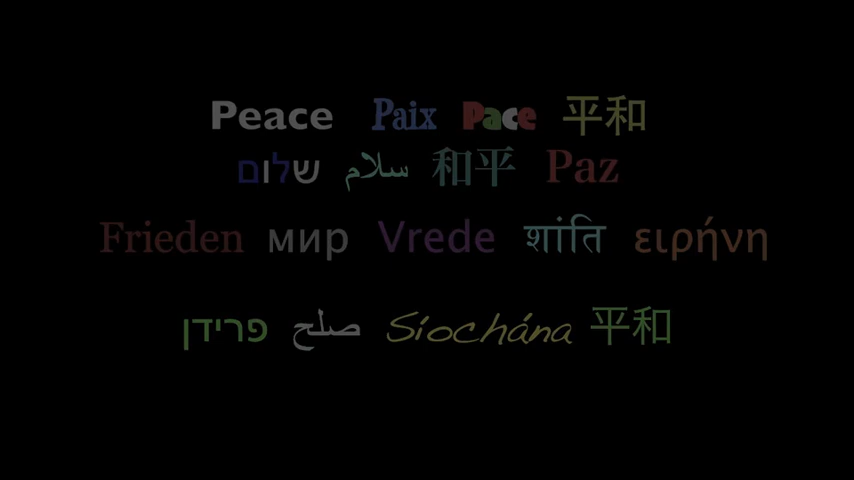 Peace Paix Pace 平和
שלום سلام 和平 Paz
Frieden мир Vrede शांति ειρήνη
פרידן صلح Síochána 平和